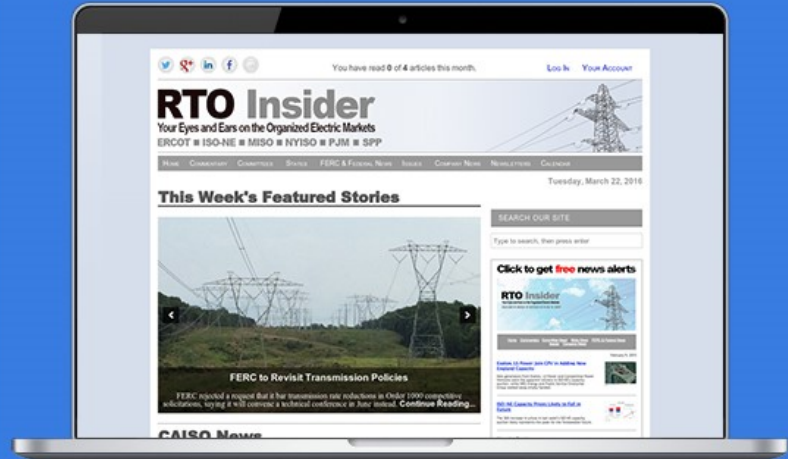 You have read 0 of 4 articles this month.
LOG IN YOUR ACCOUNT
RTO Insider
Your Eyes and Ears on the Organized Electric Markets
ERCOT ■ ISO-NE ■ MISO ■ NYISO ■ PJM ■ SPP
HOME COMMENTARY COMMITTEES STATES FERC & FEDERAL NEWS ISSUES COMPANY NEWS NEWSLETTERS CALENDAR
Tuesday, March 22, 2016
This Week's Featured Stories
FERC to Revisit Transmission Policies
FERC rejected a request that it bar transmission rate reductions in Order 1000 competitive
solicitations, saying it will convene a technical conference in June instead. Continue Reading...
CAISO News
SEARCH OUR SITE
Type to search, then press enter
Click to get free news alerts
RTO Insider